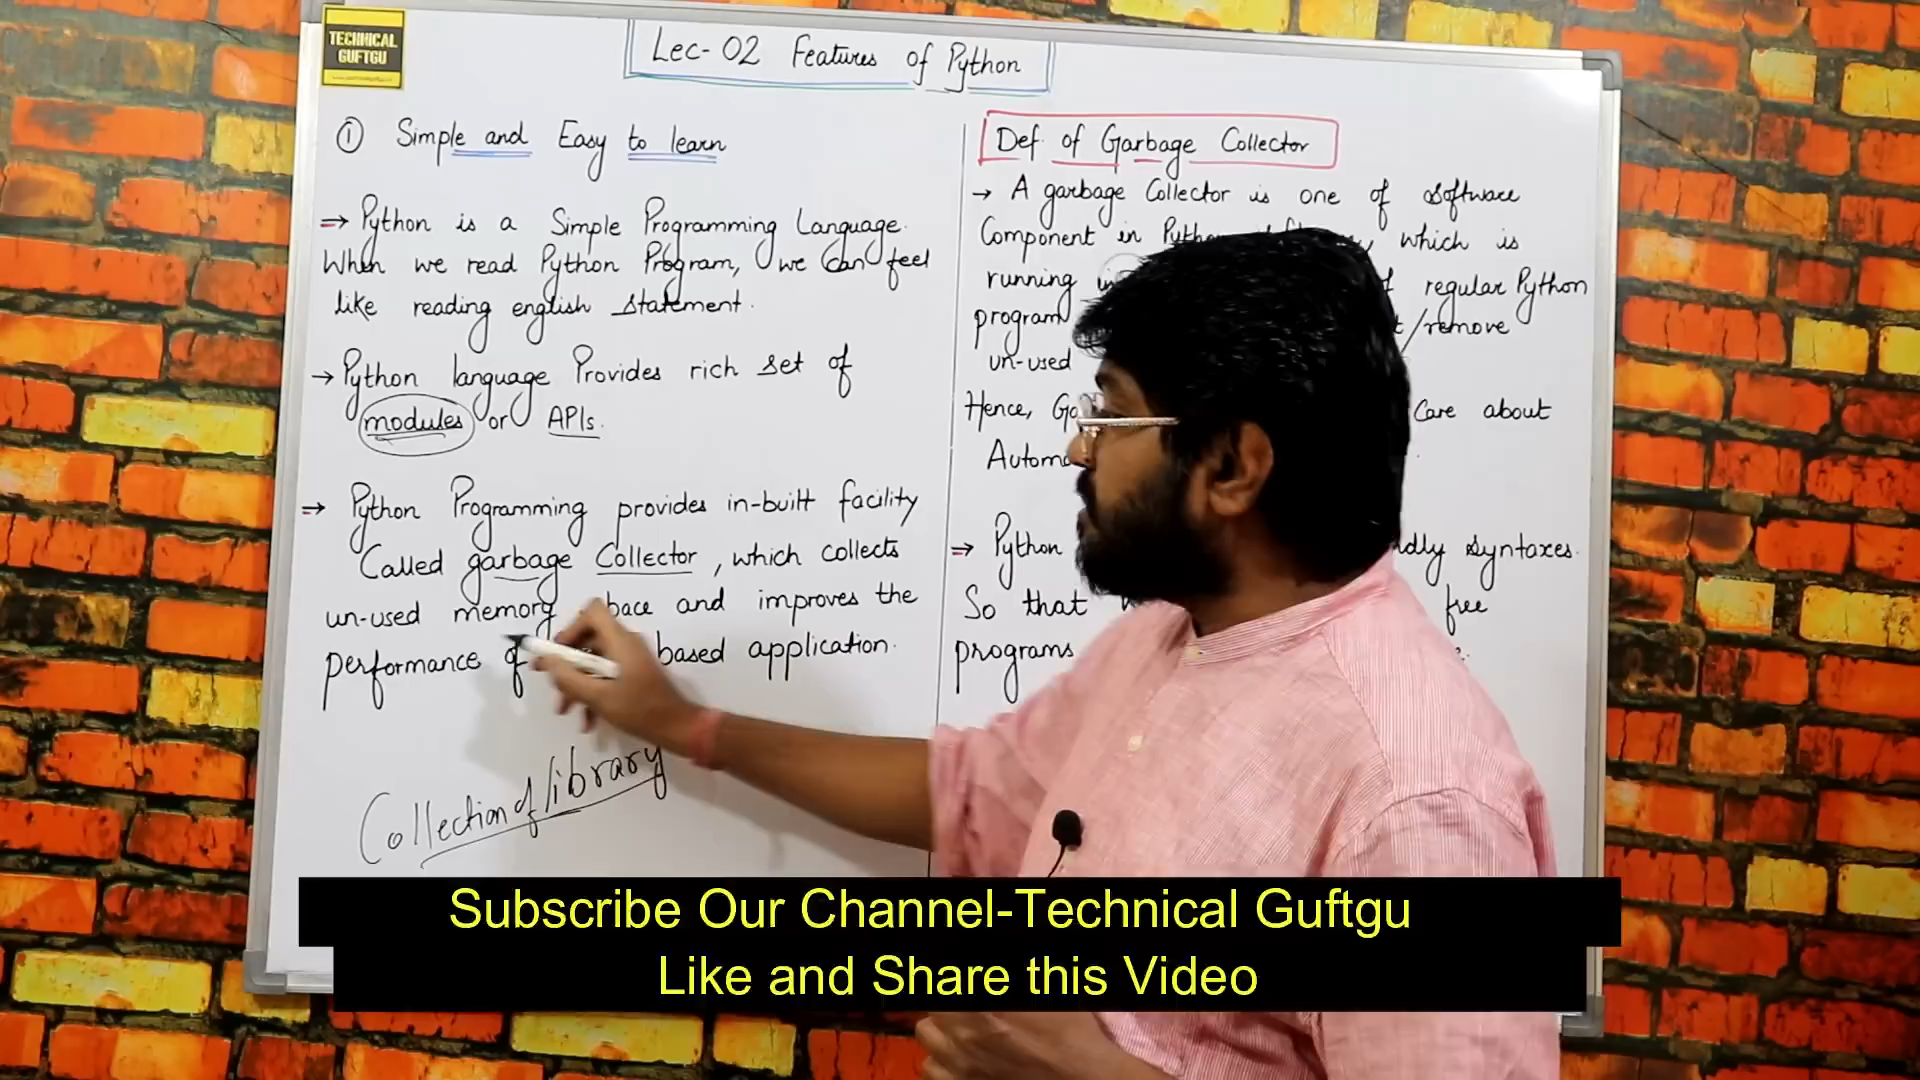 TECHNICAL
GUFTGU
Lec-02 Features of Python
① Simple and Easy to learn
⇒ Python is a Simple Programming Language.
When we read Python Program, we can feel
like reading english statement.
→ Python language Provides rich set of
modules or APIs.
⇒ Python Programming provides in-built facility
Called garbage Collector, which collects
un-used memory and improves the
performance based application.
Collection of library
Def. of Garbage Collector
→ A garbage Collector is one of software
Component in which is
running regular Python
program /remove
un-used
Hence, Care about
⇒ Python syntaxes.
So that free
programs
Subscribe Our Channel-Technical Guftgu
Like and Share this Video